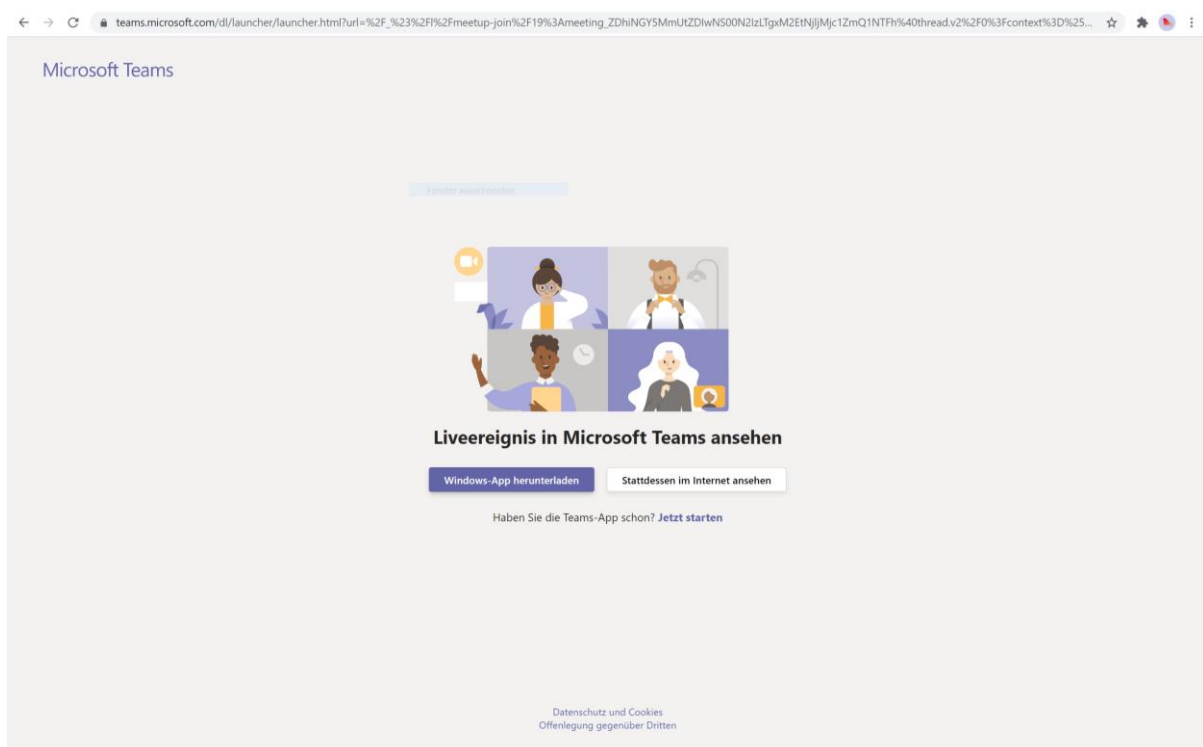 teams.microsoft.com/dl/launcher/launcher.html?url=%2F_%23%2Fl%2Fmeetup-join%2F19%3Ameeting_ZDhiNGY5MmUtZDIwNS00N2IzLTgxM2EtNjljMjc1ZmQ1NTFh%40thread.v2%2F0%3Fcontext%3D%25...
Microsoft Teams
Liveereignis in Microsoft Teams ansehen
Windows-App herunterladen Stattdessen im Internet ansehen
Haben Sie die Teams-App schon? Jetzt starten
Datenschutz und Cookies
Offenlegung gegenüber Dritten